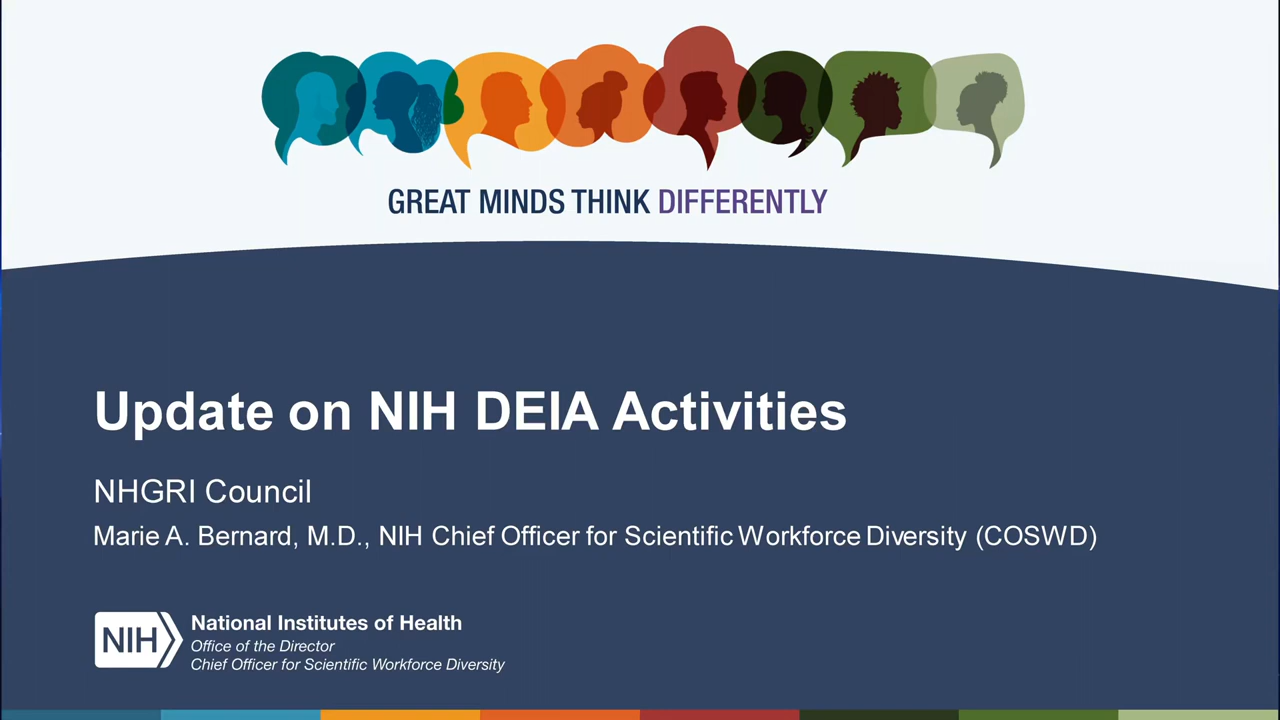 GREAT MINDS THINK DIFFERENTLY
Update on NIH DEIA Activities
NHGRI Council
Marie A. Bernard, M.D., NIH Chief Officer for Scientific Workforce Diversity (COSWD)
NIH
National Institutes of Health
Office of the Director
Chief Officer for Scientific Workforce Diversity